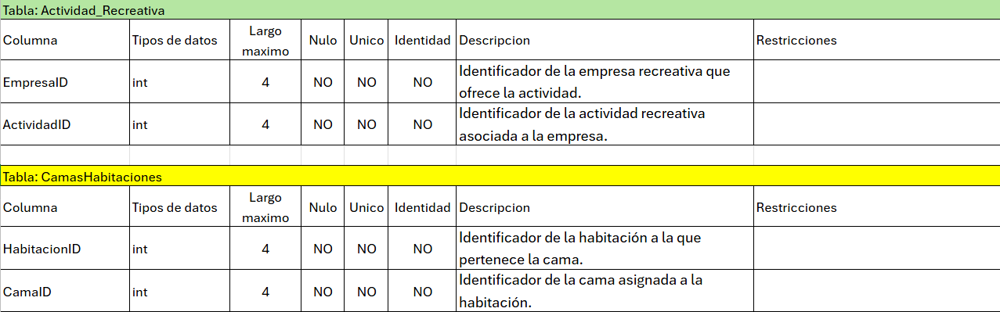 Tabla: Actividad_Recreativa
Columna Tipos de datos Largo maximo Nulo Unico Identidad Descripcion Restricciones
EmpresaID int 4 NO NO NO Identificador de la empresa recreativa que ofrece la actividad.
ActividadID int 4 NO NO NO Identificador de la actividad recreativa asociada a la empresa.
Tabla: CamasHabitaciones
Columna Tipos de datos Largo maximo Nulo Unico Identidad Descripcion Restricciones
HabitacionID int 4 NO NO NO Identificador de la habitación a la que pertenece la cama.
CamaID int 4 NO NO NO Identificador de la cama asignada a la habitación.